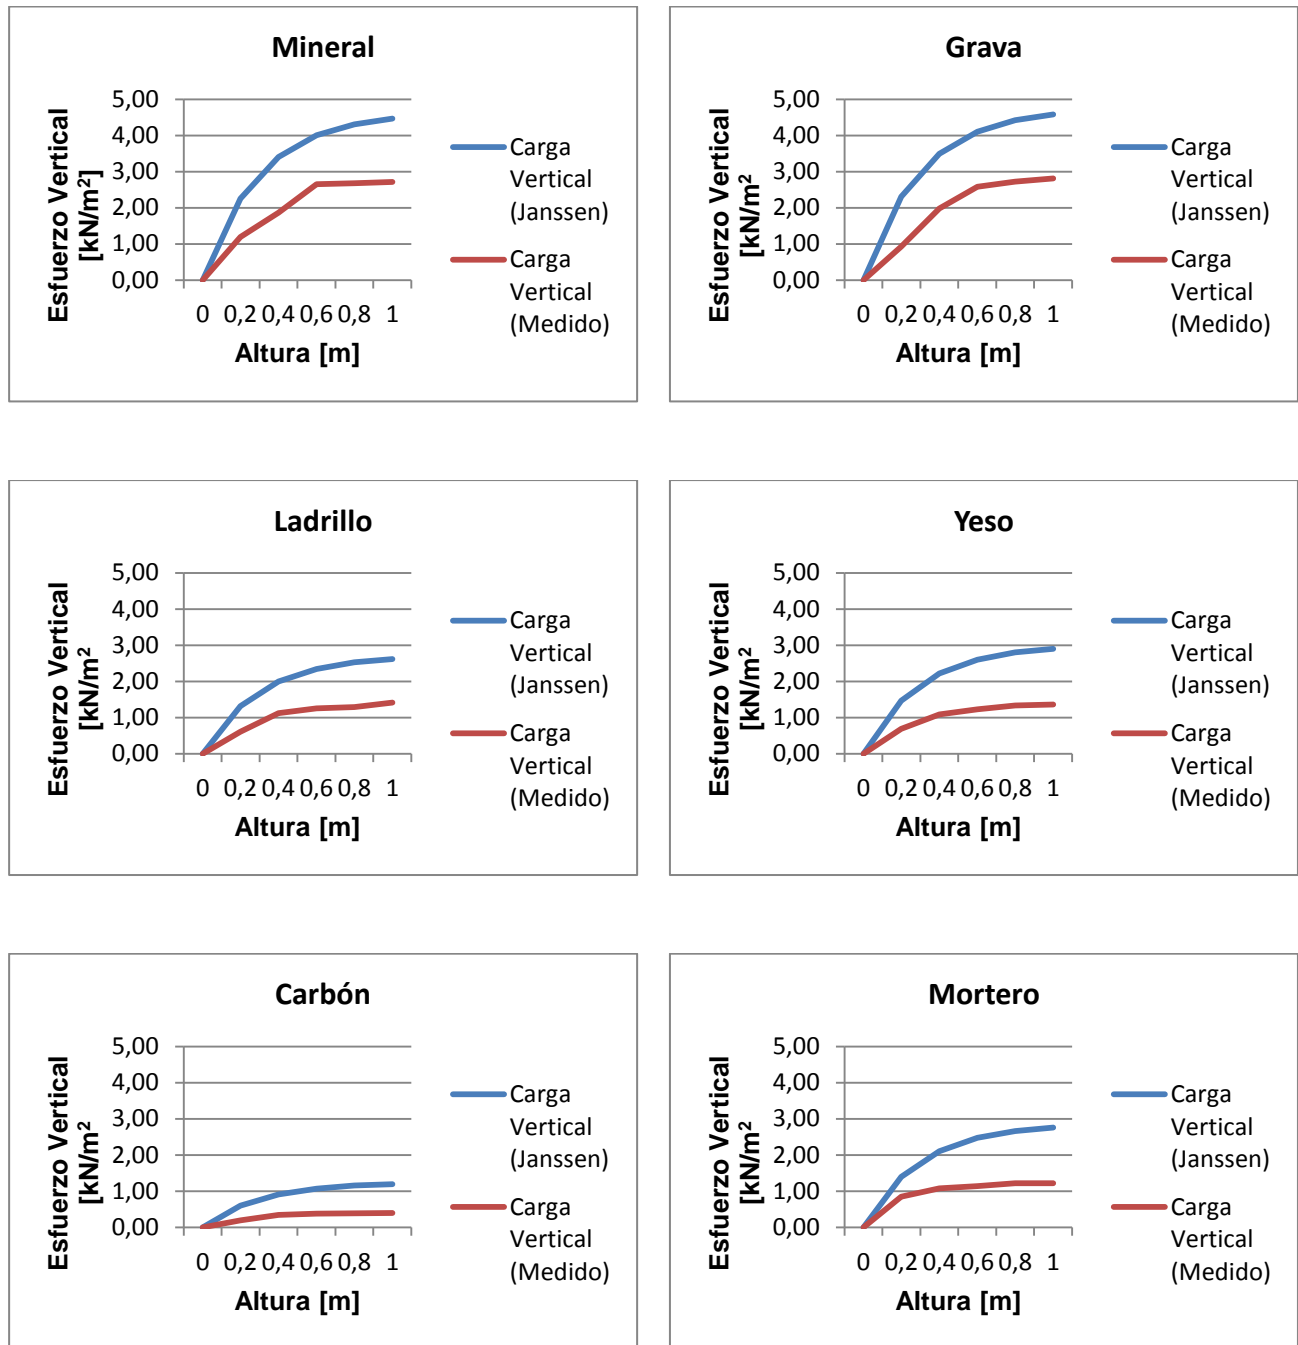 Mineral
Esfuerzo Vertical
[kN/m²]
5,00
4,00
3,00
2,00
1,00
0,00
0 0,2 0,4 0,6 0,8 1
Altura [m]
Carga
Vertical
(Janssen)
Carga
Vertical
(Medido)
Grava
Esfuerzo Vertical
[kN/m²
5,00
4,00
3,00
2,00
1,00
0,00
0 0,2 0,4 0,6 0,8 1
Altura [m]
Carga
Vertical
(Janssen)
Carga
Vertical
(Medido)
Ladrillo
Esfuerzo Vertical
[kN/m²
5,00
4,00
3,00
2,00
1,00
0,00
0 0,2 0,4 0,6 0,8 1
Altura [m]
Carga
Vertical
(Janssen)
Carga
Vertical
(Medido)
Yeso
Esfuerzo Vertical
[kN/m²
5,00
4,00
3,00
2,00
1,00
0,00
0 0,2 0,4 0,6 0,8 1
Altura [m]
Carga
Vertical
(Janssen)
Carga
Vertical
(Medido)
Carbón
Esfuerzo Vertical
[kN/m²
5,00
4,00
3,00
2,00
1,00
0,00
0 0,2 0,4 0,6 0,8 1
Altura [m]
Carga
Vertical
(Janssen)
Carga
Vertical
(Medido)
Mortero
Esfuerzo Vertical
[kN/m²
5,00
4,00
3,00
2,00
1,00
0,00
0 0,2 0,4 0,6 0,8 1
Altura [m]
Carga
Vertical
(Janssen)
Carga
Vertical
(Medido)